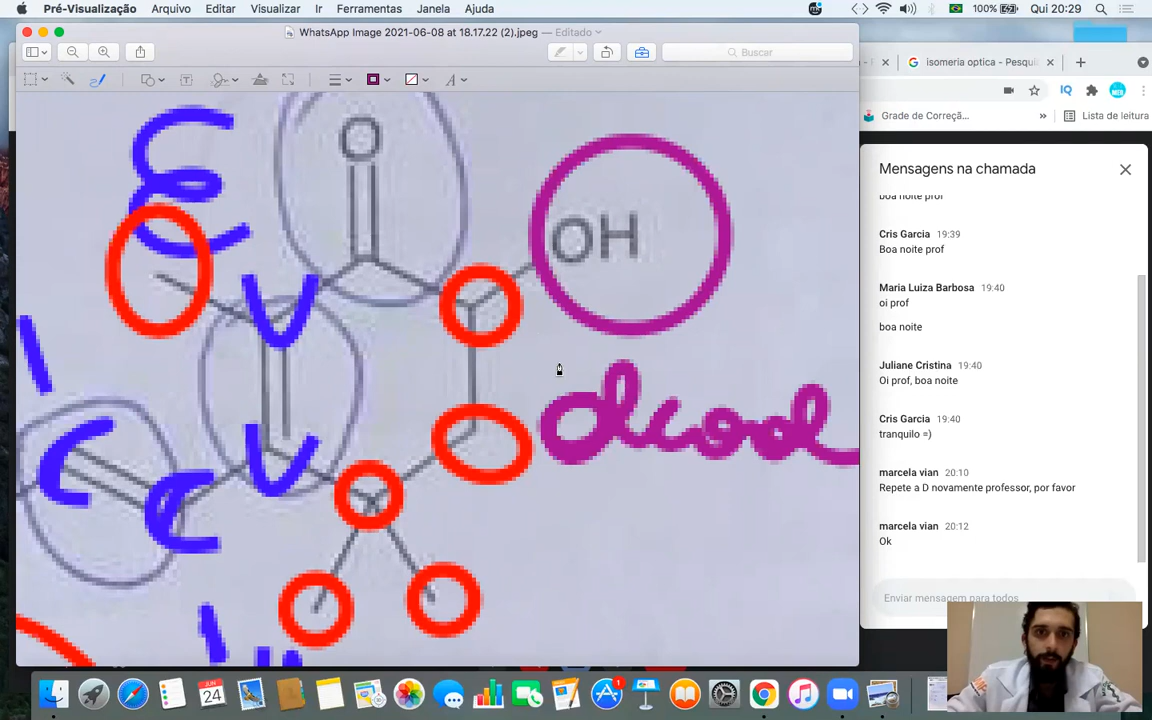 Pré-Visualização Arquivo Editar Visualizar Ir Ferramentas Janela Ajuda 100% Qui 20:29
WhatsApp Image 2021-06-08 at 18.17.22 (2).jpeg — Editado
Buscar
isomeria optica - Pesqui
Grade de Correçã...
Lista de leitura
O
OH
álcool
Mensagens na chamada
boa noite prof
Cris Garcia 19:39
Boa noite prof
Maria Luiza Barbosa 19:40
oi prof
boa noite
Juliane Cristina 19:40
Oi prof, boa noite
Cris Garcia 19:40
tranquilo =)
marcela vian 20:10
Repete a D novamente professor, por favor
marcela vian 20:12
Ok
Enviar mensagem para todos
JUN
24
1